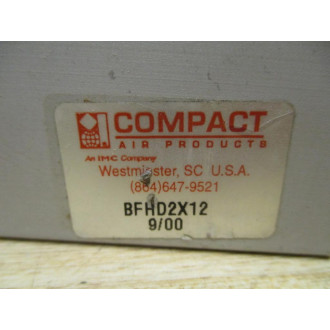 COMPACT
AIR PRODUCTS
An IMC Company
Westminster, SC U.S.A.
(864)647-9521
BFHD2X12
9/00